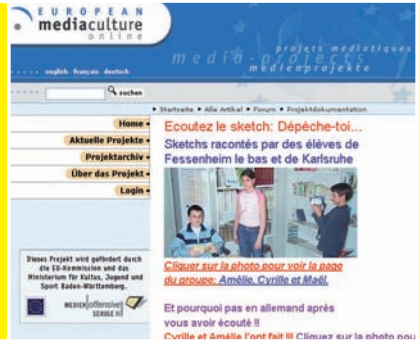 EUROPEAN
mediaculture
online
projets médiatiques
media-projects
medienprojekte
english français deutsch
suchen
Startseite • Alle Artikel • Forum • Projektdokumentation
Home
Aktuelle Projekte
Projektarchiv
Über das Projekt
Login
Ecoutez le sketch: Dépèche-toi...
Sketchs racontés par des élèves de
Fessenheim le bas et de Karlsruhe
Cliquer sur la photo pour voir la page
du groupe: Amélie, Cyrille et Maël.
Dieses Projekt wird gefördert durch
die EU-Kommission und das
Ministerium für Kultus, Jugend und
Sport Baden-Württemberg.
MEDIEN offensive
SCHULE II
Et pourquoi pas en allemand après
vous avoir écouté !!
Cyrille et Amélie l'ont fait !!! Cliquez sur la photo pou